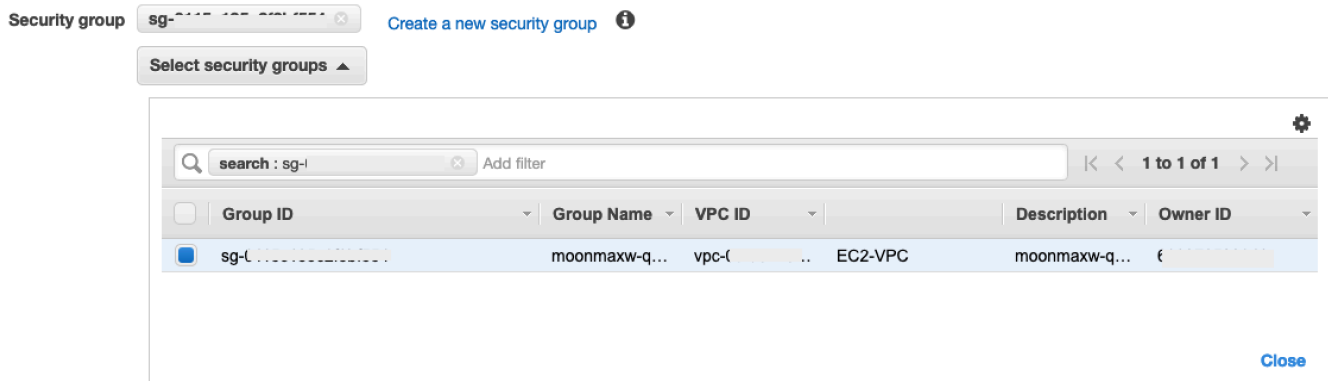 Security group sg- Create a new security group
Select security groups
search : sg- Add filter 1 to 1 of 1
Group ID Group Name VPC ID Description Owner ID
sg- moonmaxw-q... vpc- .. EC2-VPC moonmaxw-q... 6
Close